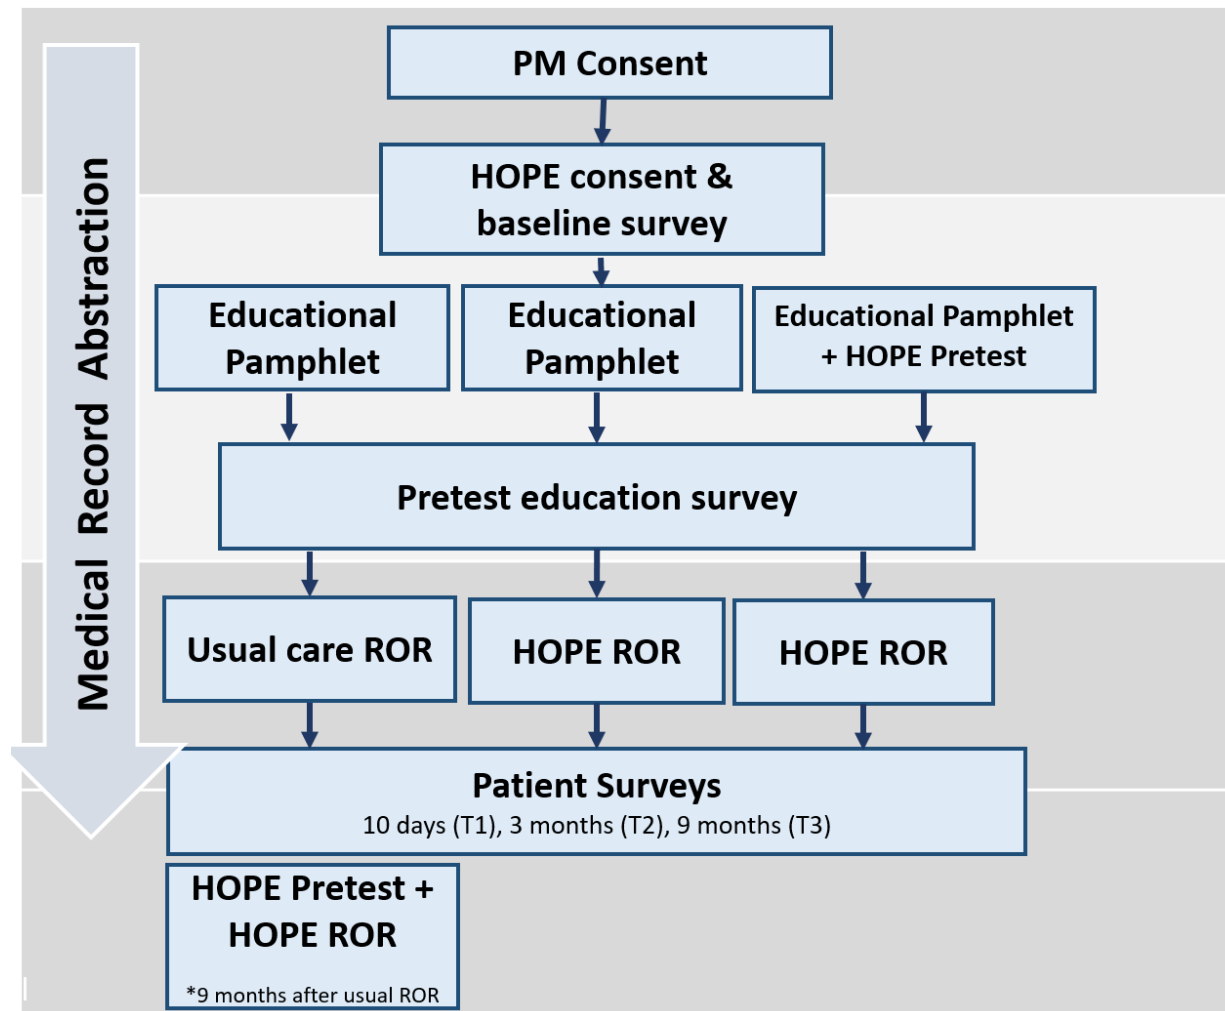 Medical Record Abstraction
PM Consent
HOPE consent &
baseline survey
Educational
Pamphlet
Educational
Pamphlet
Educational Pamphlet
+ HOPE Pretest
Pretest education survey
Usual care ROR
HOPE ROR
HOPE ROR
Patient Surveys
10 days (T1), 3 months (T2), 9 months (T3)
HOPE Pretest +
HOPE ROR
*9 months after usual ROR